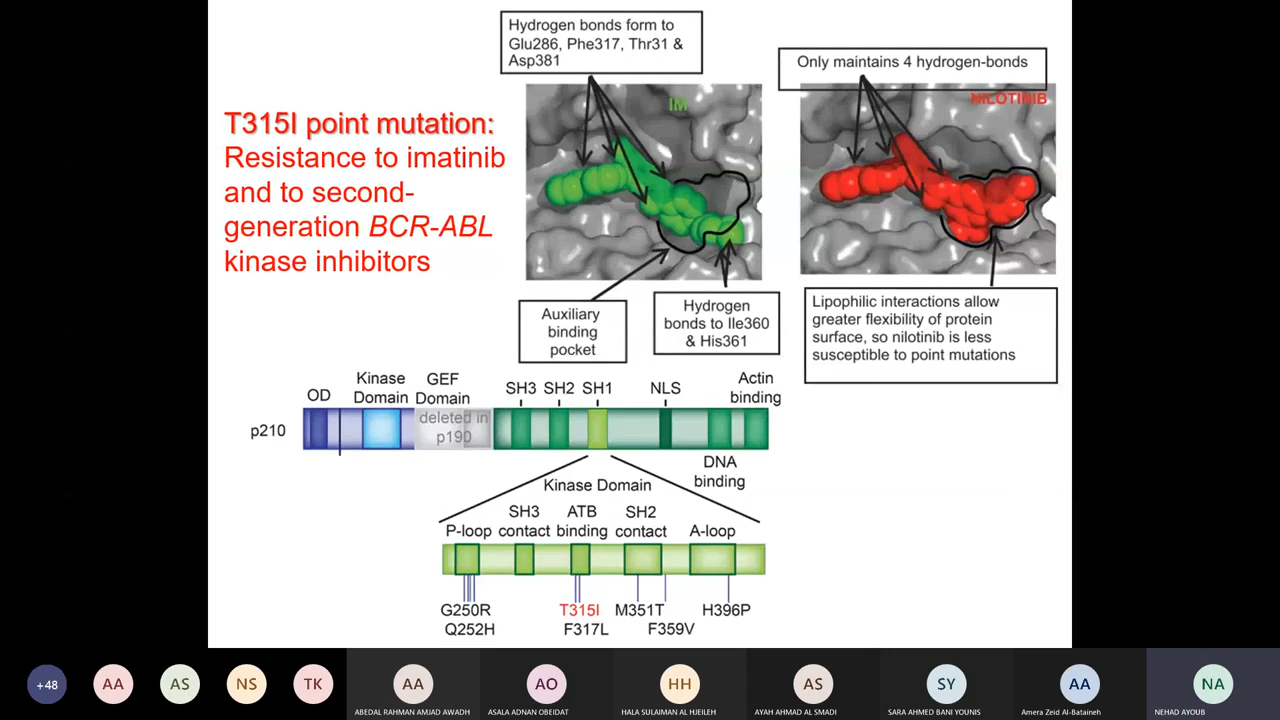 Hydrogen bonds form to
Glu286, Phe317, Thr31 &
Asp381
Only maintains 4 hydrogen-bonds
IM
NILOTINIB
T315I point mutation:
Resistance to imatinib
and to second-
generation BCR-ABL
kinase inhibitors
Auxiliary
binding
pocket
Hydrogen
bonds to Ile360
& His361
Lipophilic interactions allow
greater flexibility of protein
surface, so nilotinib is less
susceptible to point mutations
OD
Kinase
Domain
GEF
Domain
deleted in
p190
SH3
SH2
SH1
NLS
Actin
binding
p210
DNA
binding
Kinase Domain
P-loop
SH3
contact
ATB
binding
SH2
contact
A-loop
G250R
Q252H
T315I
F317L
M351T
F359V
H396P
+48
AA
AS
NS
TK
AA
AO
HH
AS
SY
AA
NA
ABEDAL RAHMAN AMJAD AWADH
ASALA ADNAN OBEIDAT
HALA SULAIMAN AL HJEILEH
AYAH AHMAD AL SMADI
SARA AHMED BANI YOUNIS
Amera Zeid Al-Bataineh
NEHAD AYOUB